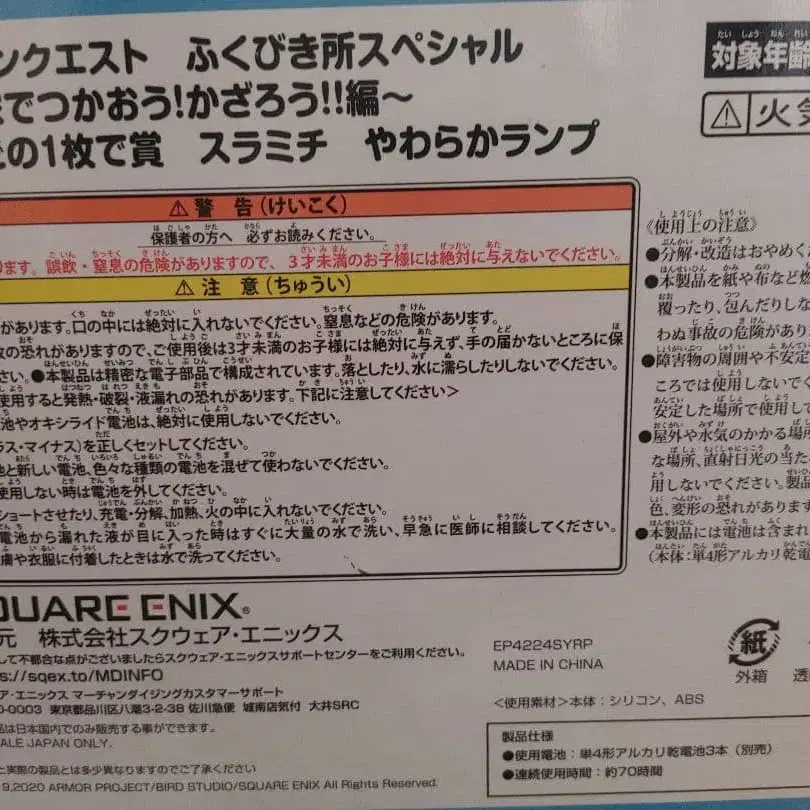 ンクエスト ふくびき所スペシャル
でつかおう!かざろう!!編〜
の1枚で賞 スラミチ やわらかランプ
対象年齢
たいしょうねんれい
⚠火気
⚠警 告(けいこく)
保護者の方へ 必ずお読みください。
ります。誤飲・窒息の危険がありますので、3才未満のお子様には絶対に与えないでください。
⚠注 意(ちゅうい)
があります。口の中には絶対に入れないでください。窒息などの危険があります。
の恐れがありますので、ご使用後は3才未満のお子様には絶対に与えず、手の届かないところに保
さい。●本製品は精密な電子部品で構成されています。落としたり、水に濡らしたりしないでください。
使用すると発熱・破裂・液漏れの恐れがあります。下記に注意してください>
池やオキシライド電池は、絶対に使用しないでください。
ラス・マイナス)を正しくセットしてください。
池と新しい電池、色々な種類の電池を混ぜて使わないでください。
使用しない時は電池を外してください。
ショートさせたり、充電・分解、加熱、火の中に入れないでください。
電池から漏れた液が目に入った時はすぐに大量の水で洗い、早急に医師に相談してください。
膚や衣服に付着したときは水で洗ってください。
《使用上の注意》
●分解・改造はおやめくだ
●本製品を紙や布など燃
覆ったり、包んだりしな
わぬ事故の危険があり
●障害物の周囲や不安定
ころでは使用しないで
安定した場所で使用して
●屋外や水気のかかる場所
な場所、直射日光の当た
用しないでください。製品
色、変形の恐れがあります
●本製品には電池は含まれ
(本体:単4形アルカリ乾電
QUARE ENIX®
元 株式会社スクウェア・エニックス
して不都合な点がございましたらスクウェア・エニックスサポートセンターをご利用ください。
s://sqex.to/MDINFO
ア・エニックス マーチャンダイジングカスタマーサポート
0-0003 東京都品川区八潮3-2-38 佐川急便 城南店気付 大井SRC
品は日本国内でのみ販売する事ができます。
ALE JAPAN ONLY.
と実際の製品とは多少異なりますのでご了承ください
9,2020 ARMOR PROJECT/BIRD STUDIO/SQUARE ENIX All Rights Reserved.
EP4224SYRP
MADE IN CHINA
紙
外箱
<使用素材>本体:シリコン、ABS
製品仕様
●使用電池:単4形アルカリ乾電池3本(別売)
●連続使用時間:約70時間